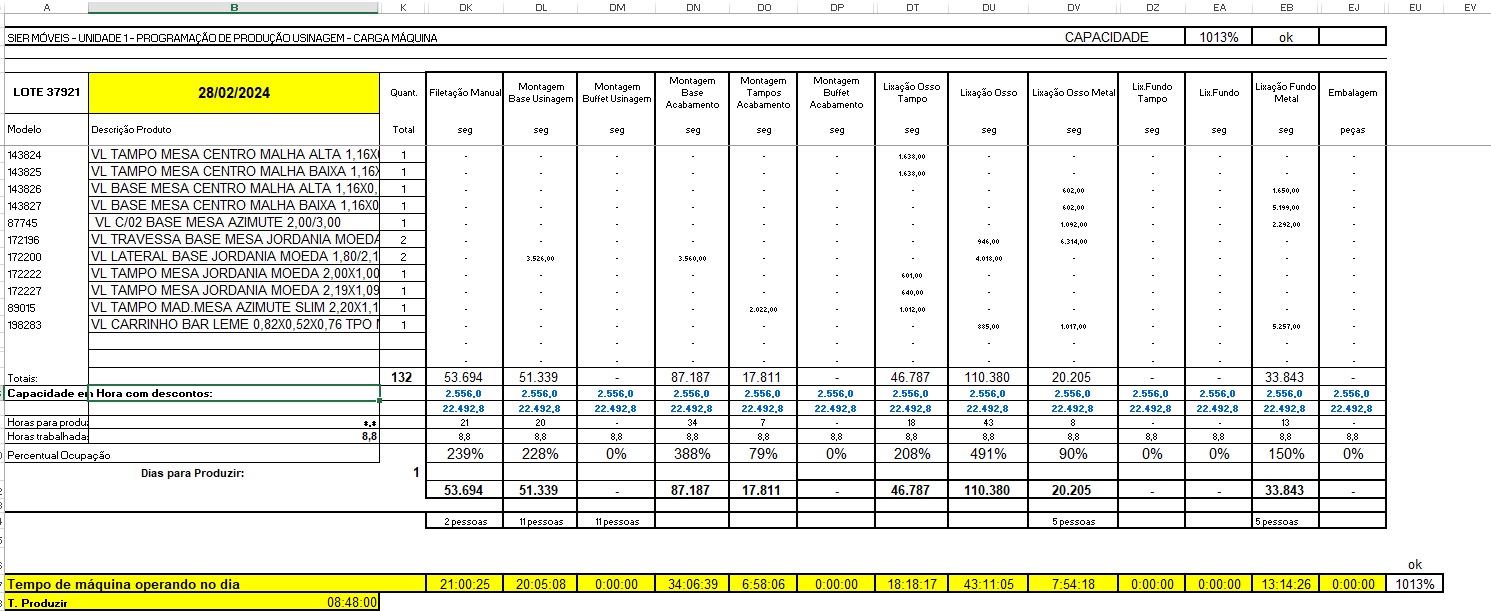 A B K DK DL DM DN DO DP DT DU DV DZ EA EB EJ EU EV
SIER MÓVEIS - UNIDADE 1 - PROGRAMAÇÃO DE PRODUÇÃO USINAGEM - CARGA MÁQUINA CAPACIDADE 1013% ok
LOTE 37921 28/02/2024 Quant. Filetação Manual Montagem Base Usinagem Montagem Buffet Usinagem Montagem Base Acabamento Montagem Tampos Acabamento Montagem Buffet Acabamento Lixação Osso Tampo Lixação Osso Lixação Osso Metal Lix.Fundo Tampo Lix.Fundo Lixação Fundo Metal Embalagem
Modelo Descrição Produto Total seg seg seg seg seg seg seg seg seg seg seg seg peças
143824 VL TAMPO MESA CENTRO MALHA ALTA 1,16X0 1 - - - - - - 1.638,00 - - - - - -
143825 VL TAMPO MESA CENTRO MALHA BAIXA 1,16X 1 - - - - - - 1.638,00 - - - - - -
143826 VL BASE MESA CENTRO MALHA ALTA 1,16X0, 1 - - - - - - - - 602,00 - - 1.650,00 -
143827 VL BASE MESA CENTRO MALHA BAIXA 1,16X0 1 - - - - - - - - 602,00 - - 5.199,00 -
87745 VL C/02 BASE MESA AZIMUTE 2,00/3,00 1 - - - - - - - - 1.092,00 - - 2.292,00 -
172196 VL TRAVESSA BASE MESA JORDANIA MOEDA 2 - - - - - - - 946,00 6.314,00 - - - -
172200 VL LATERAL BASE JORDANIA MOEDA 1,80/2,1 2 - 3.526,00 - 3.560,00 - - - 4.018,00 - - - - -
172222 VL TAMPO MESA JORDANIA MOEDA 2,00X1,00 1 - - - - - - 601,00 - - - - - -
172227 VL TAMPO MESA JORDANIA MOEDA 2,19X1,09 1 - - - - - - 640,00 - - - - - -
89015 VL TAMPO MAD.MESA AZIMUTE SLIM 2,20X1,1 1 - - - - 2.022,00 - 1.012,00 - - - - - -
198283 VL CARRINHO BAR LEME 0,82X0,52X0,76 TPO 1 - - - - - - - 885,00 1.017,00 - - 5.257,00 -
- - - - - - - - - - - - -
- - - - - - - - - - - - -
Totais: 132 53.694 51.339 - 87.187 17.811 - 46.787 110.380 20.205 - - 33.843 -
Capacidade em Hora com descontos: 2.556,0 2.556,0 2.556,0 2.556,0 2.556,0 2.556,0 2.556,0 2.556,0 2.556,0 2.556,0 2.556,0 2.556,0 2.556,0
22.492,8 22.492,8 22.492,8 22.492,8 22.492,8 22.492,8 22.492,8 22.492,8 22.492,8 22.492,8 22.492,8 22.492,8 22.492,8
Horas para produz *,* 21 20 - 34 7 - 18 43 8 - - 13 -
Horas trabalhada: 8,8 8,8 8,8 8,8 8,8 8,8 8,8 8,8 8,8 8,8 8,8 8,8 8,8 8,8
Percentual Ocupação 239% 228% 0% 388% 79% 0% 208% 491% 90% 0% 0% 150% 0%
Dias para Produzir: 1
53.694 51.339 - 87.187 17.811 - 46.787 110.380 20.205 - - 33.843 -
2 pessoas 11 pessoas 11 pessoas 5 pessoas 5 pessoas
ok
Tempo de máquina operando no dia 21:00:25 20:05:08 0:00:00 34:06:39 6:58:06 0:00:00 18:18:17 43:11:05 7:54:18 0:00:00 0:00:00 13:14:26 0:00:00 1013%
T. Produzir 08:48:00